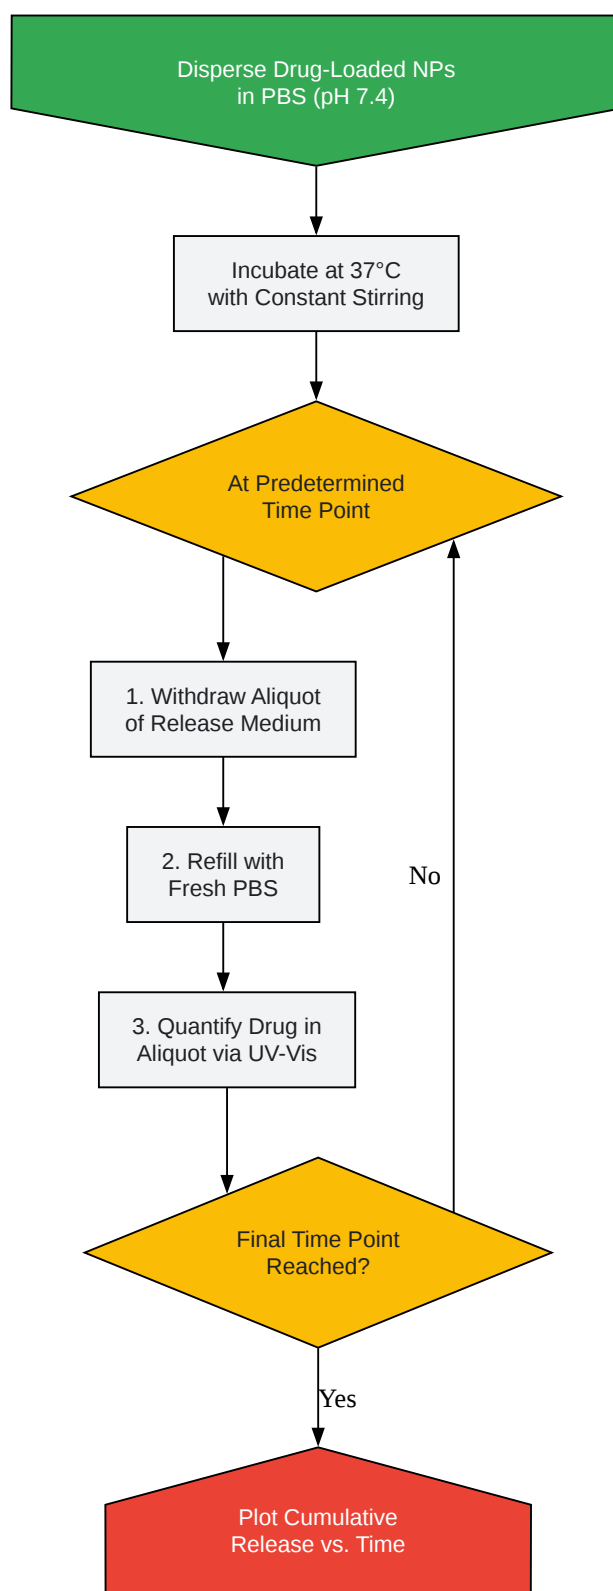 Disperse Drug-Loaded NPs
in PBS (pH 7.4)
Incubate at 37°C
with Constant Stirring
At Predetermined
Time Point
1. Withdraw Aliquot
of Release Medium
2. Refill with
Fresh PBS
No
3. Quantify Drug in
Aliquot via UV-Vis
Final Time Point
Reached?
Yes
Plot Cumulative
Release vs. Time